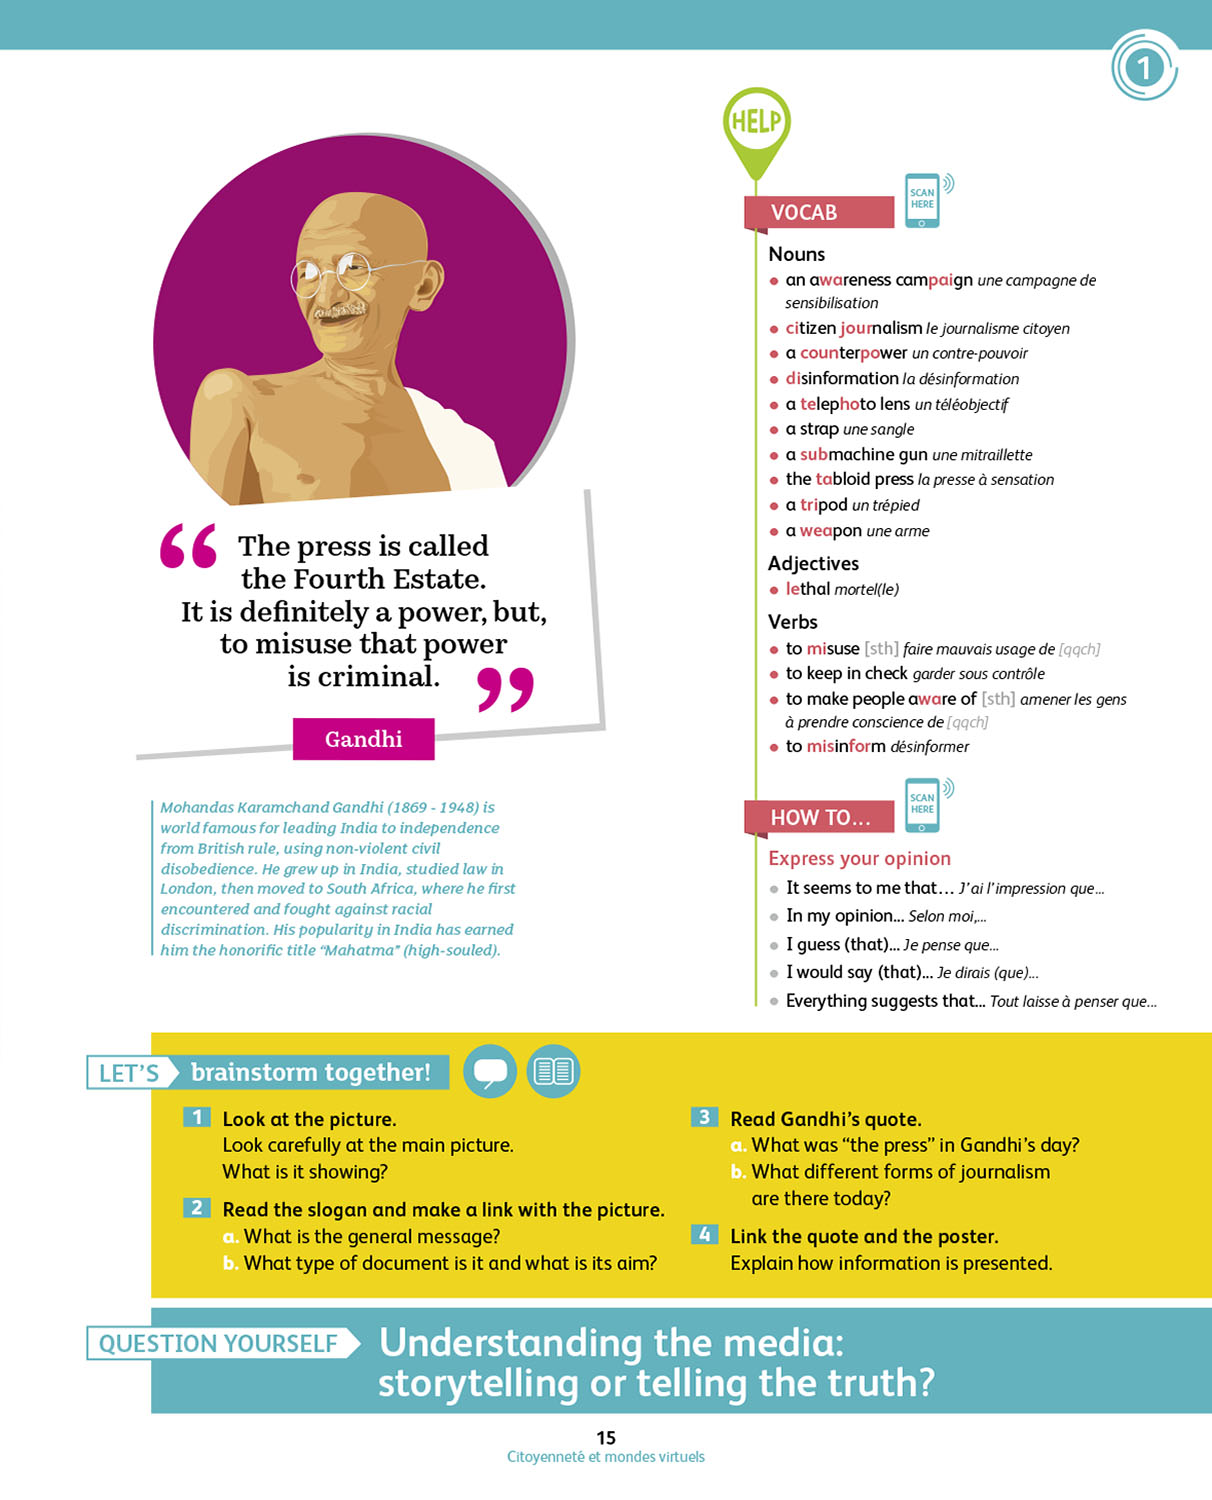 1
“ The press is called
the Fourth Estate.
It is definitely a power, but,
to misuse that power
is criminal. ”
Gandhi
Mohandas Karamchand Gandhi (1869 - 1948) is
world famous for leading India to independence
from British rule, using non-violent civil
disobedience. He grew up in India, studied law in
London, then moved to South Africa, where he first
encountered and fought against racial
discrimination. His popularity in India has earned
him the honorific title “Mahatma” (high-souled).
HELP
VOCAB
SCAN
HERE
Nouns
• an awareness campaign une campagne de
sensibilisation
• citizen journalism le journalisme citoyen
• a counterpower un contre-pouvoir
• disinformation la désinformation
• a telephoto lens un téléobjectif
• a strap une sangle
• a submachine gun une mitraillette
• the tabloid press la presse à sensation
• a tripod un trépied
• a weapon une arme
Adjectives
• lethal mortel(le)
Verbs
• to misuse [sth] faire mauvais usage de [qqch]
• to keep in check garder sous contrôle
• to make people aware of [sth] amener les gens
à prendre conscience de [qqch]
• to misinform désinformer
HOW TO...
SCAN
HERE
Express your opinion
• It seems to me that… J’ai l’impression que...
• In my opinion... Selon moi,...
• I guess (that)... Je pense que...
• I would say (that)... Je dirais (que)...
• Everything suggests that... Tout laisse à penser que...
LET’S brainstorm together!
1 Look at the picture.
Look carefully at the main picture.
What is it showing?
2 Read the slogan and make a link with the picture.
a. What is the general message?
b. What type of document is it and what is its aim?
3 Read Gandhi’s quote.
a. What was “the press” in Gandhi’s day?
b. What different forms of journalism
are there today?
4 Link the quote and the poster.
Explain how information is presented.
QUESTION YOURSELF
Understanding the media:
storytelling or telling the truth?
15
Citoyenneté et mondes virtuels